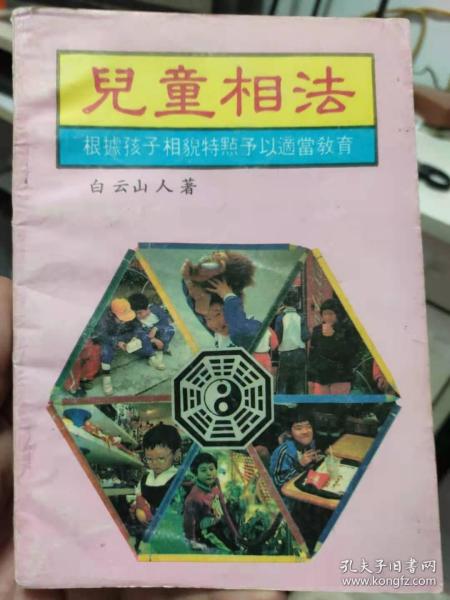 兒童相法
根據孩子相貌特點予以適當教育
白云山人著
孔夫子旧书网
www.kongfz.com